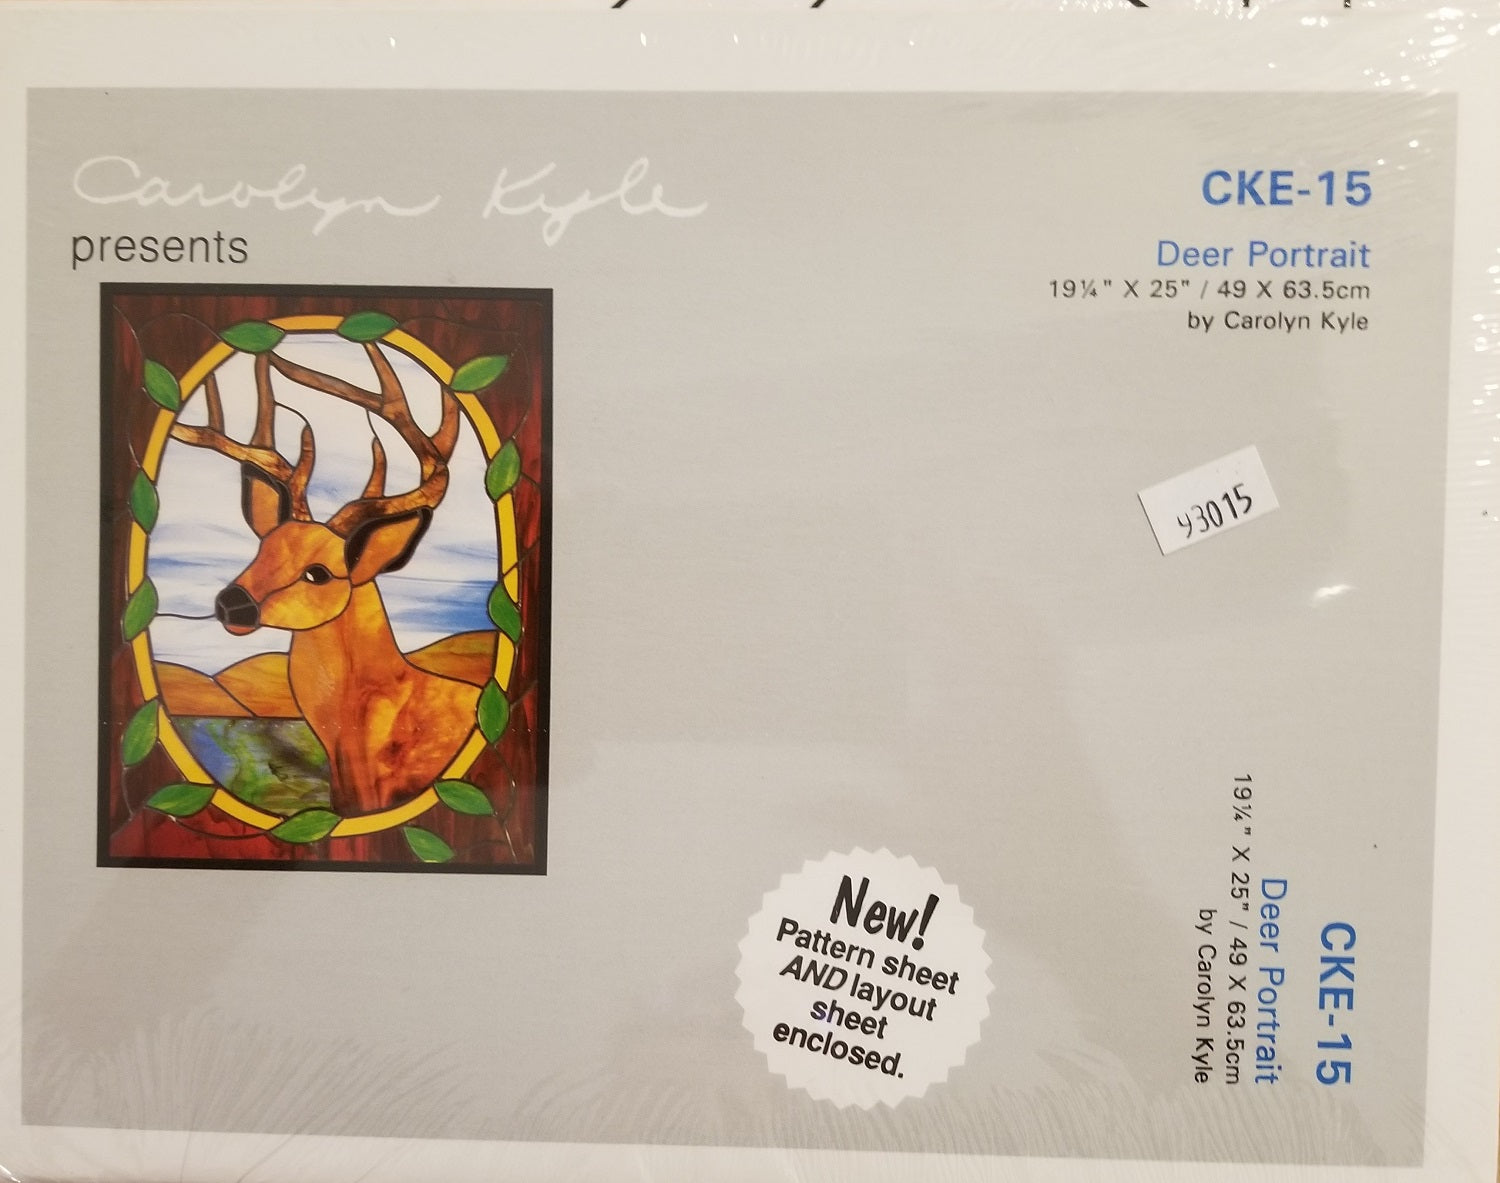 Carolyn Kyle
presents
CKE-15
Deer Portrait
19¼" X 25" / 49 X 63.5cm
by Carolyn Kyle
y3015
New!
Pattern sheet
AND layout
sheet
enclosed.
CKE-15
Deer Portrait
19¼" X 25" / 49 X 63.5cm
by Carolyn Kyle